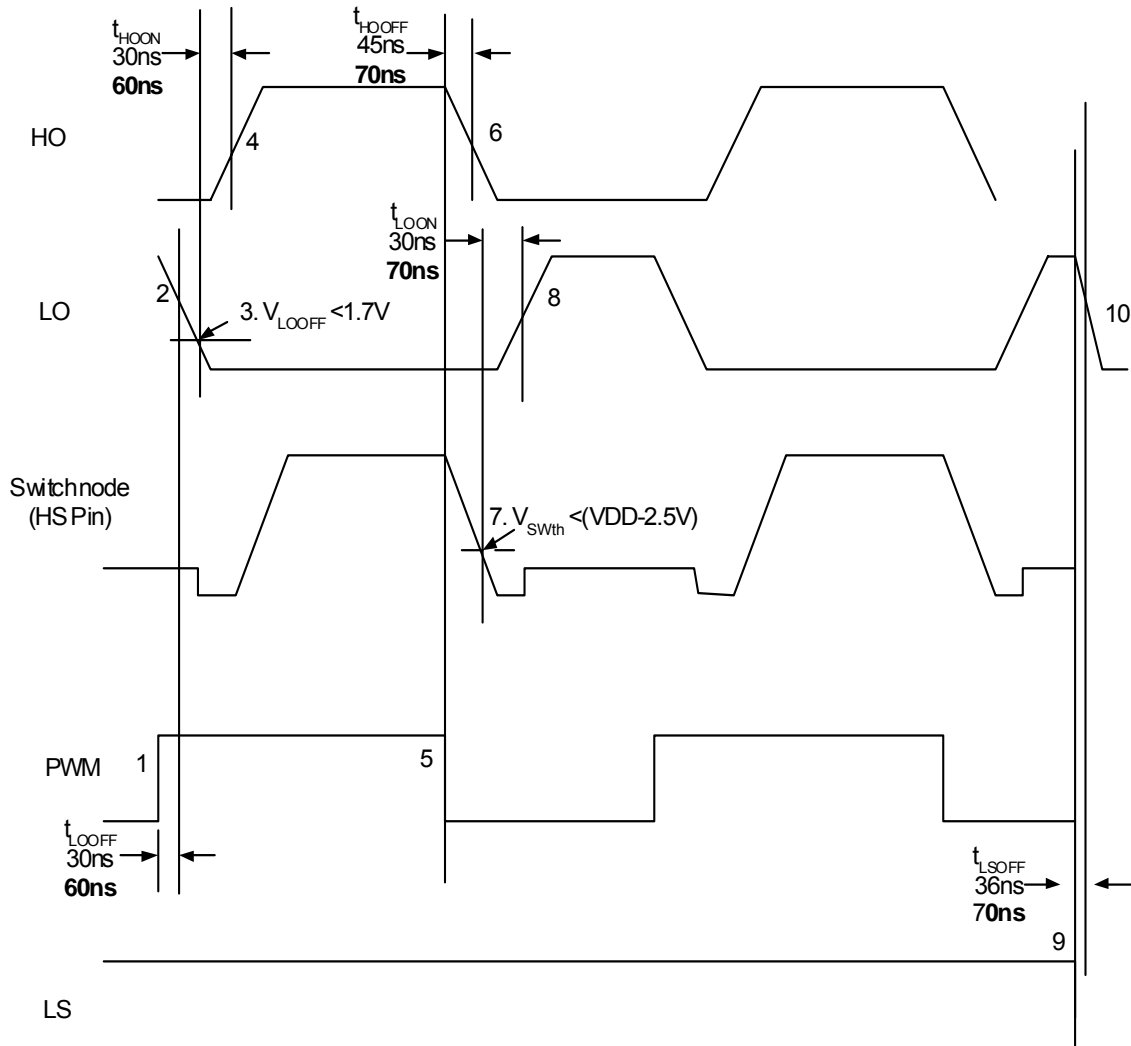 tHOON
30ns
60ns
tHOOFF
45ns
70ns
HO
4
6
tLOON
30ns
70ns
LO
2
3. VLOOFF <1.7V
8
10
Switchnode
(HS Pin)
7. VSWth <(VDD-2.5V)
PWM
1
5
tLOOFF
30ns
60ns
tLSOFF
36ns
70ns
9
LS